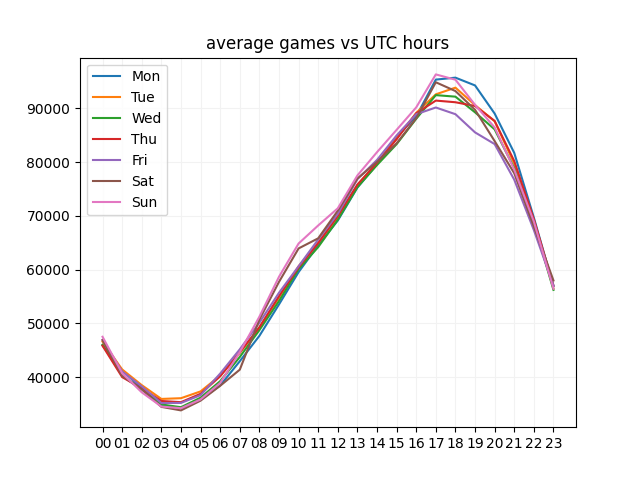 average games vs UTC hours
Mon
Tue
Wed
Thu
Fri
Sat
Sun
90000
80000
70000
60000
50000
40000
00 01 02 03 04 05 06 07 08 09 10 11 12 13 14 15 16 17 18 19 20 21 22 23